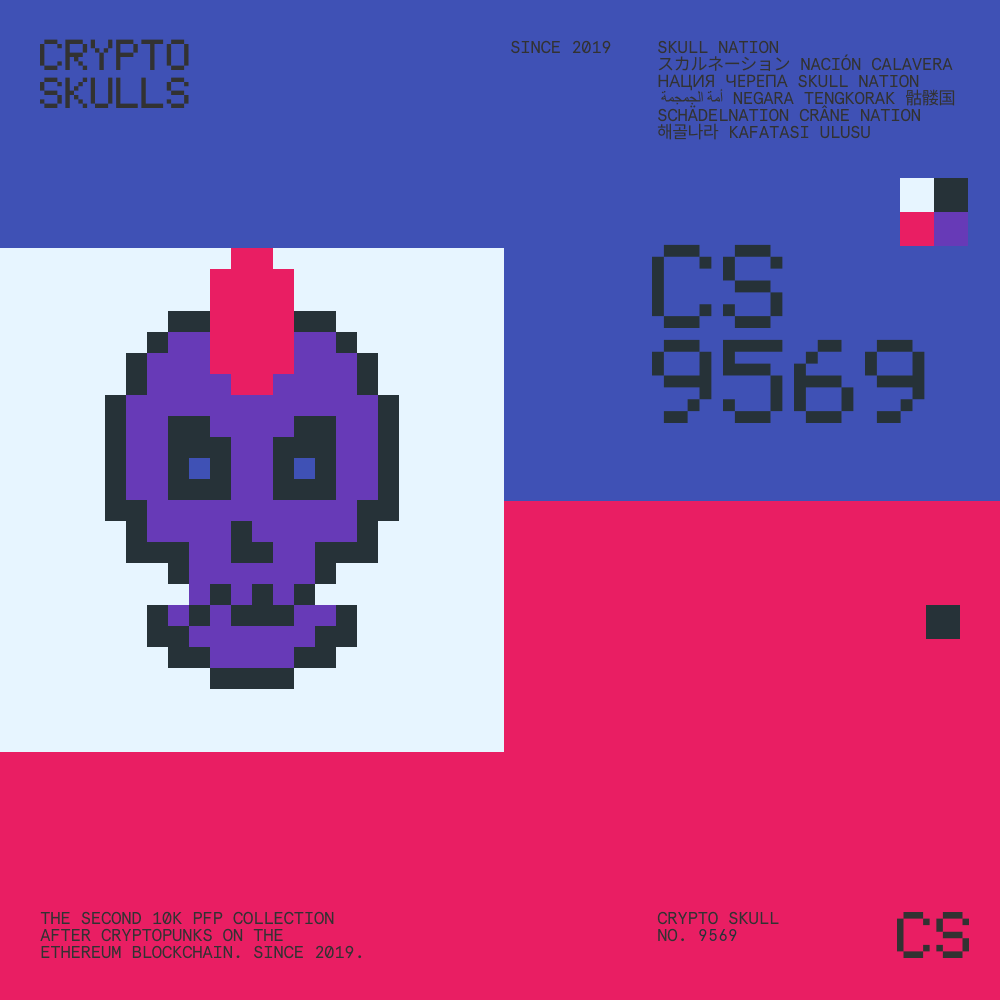 CRYPTO
SKULLS
SINCE 2019
SKULL NATION
スカルネーション NACIÓN CALAVERA
НАЦИЯ ЧЕРЕПА SKULL NATION
أمة الجمجمة NEGARA TENGKORAK 骷髅国
SCHÄDELNATION CRÂNE NATION
해골나라 KAFATASI ULUSU
CS
9569
THE SECOND 10K PFP COLLECTION
AFTER CRYPTOPUNKS ON THE
ETHEREUM BLOCKCHAIN. SINCE 2019.
CRYPTO SKULL
NO. 9569
CS